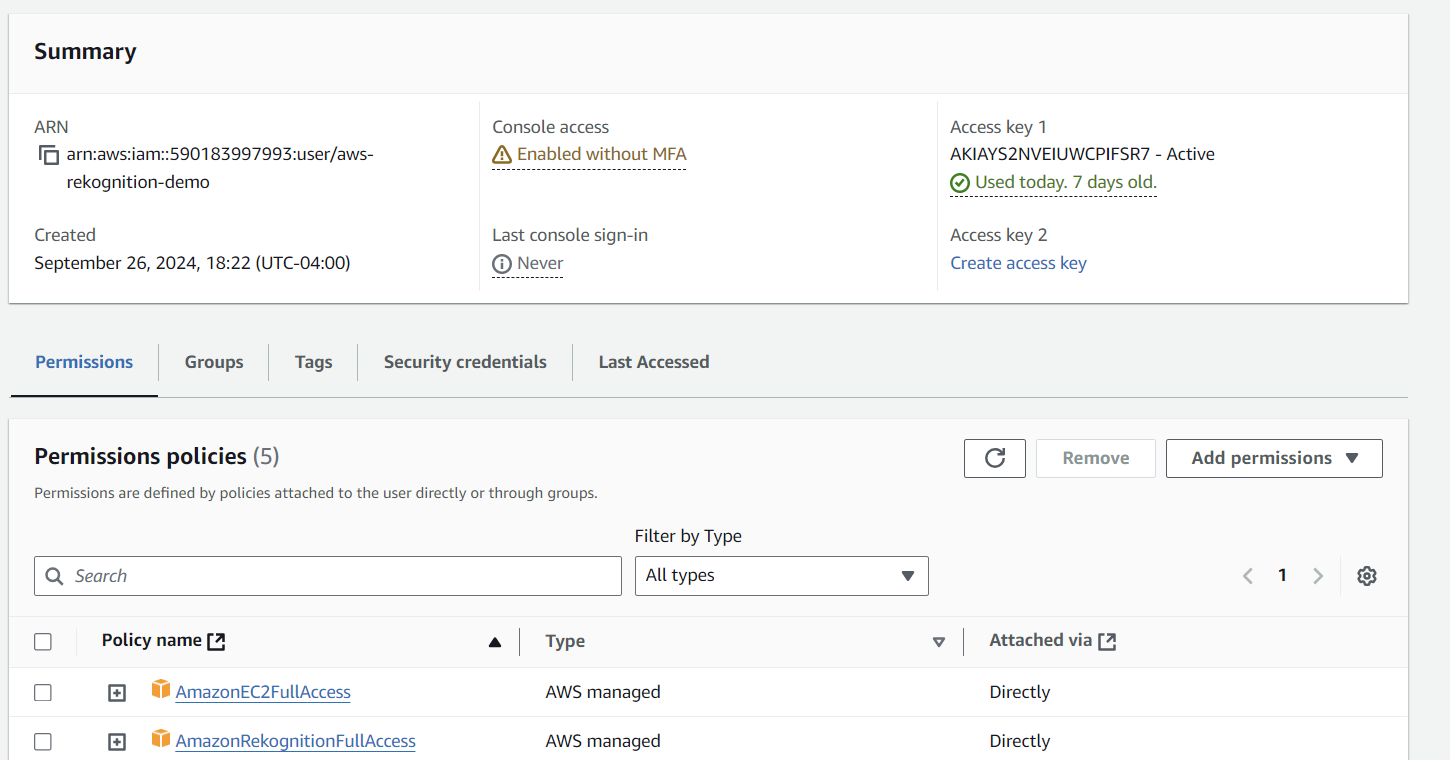 Summary
ARN
arn:aws:iam::590183997993:user/aws-
rekognition-demo
Created
September 26, 2024, 18:22 (UTC-04:00)
Console access
Enabled without MFA
Last console sign-in
Never
Access key 1
AKIAYS2NVEIUWCPIFSR7 - Active
Used today. 7 days old.
Access key 2
Create access key
Permissions
Groups
Tags
Security credentials
Last Accessed
Permissions policies (5)
Permissions are defined by policies attached to the user directly or through groups.
Remove
Add permissions
Filter by Type
Search
All types
1
Policy name
Type
Attached via
AmazonEC2FullAccess
AWS managed
Directly
AmazonRekognitionFullAccess
AWS managed
Directly